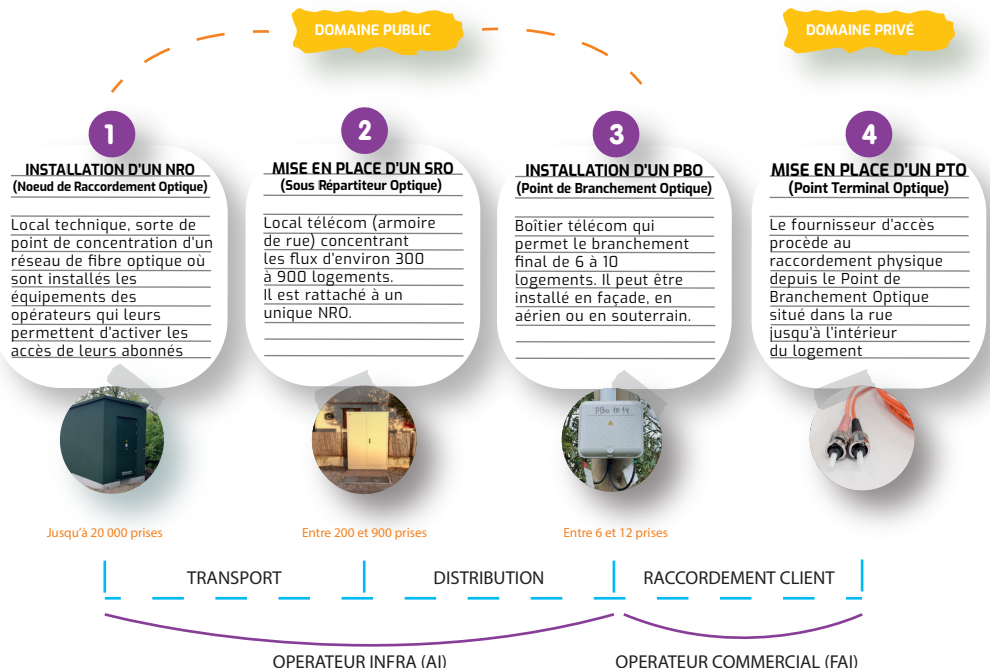 DOMAINE PUBLIC
DOMAINE PRIVÉ
1
INSTALLATION D'UN NRO
(Noeud de Raccordement Optique)
Local technique, sorte de
point de concentration d'un
réseau de fibre optique où
sont installés les
équipements des
opérateurs qui leurs
permettent d'activer les
accès de leurs abonnés
Jusqu'à 20 000 prises
2
MISE EN PLACE D'UN SRO
(Sous Répartiteur Optique)
Local télécom (armoire
de rue) concentrant
les flux d'environ 300
à 900 logements.
Il est rattaché à un
unique NRO.
Entre 200 et 900 prises
3
INSTALLATION D'UN PBO
(Point de Branchement Optique)
Boîtier télécom qui
permet le branchement
final de 6 à 10
logements. Il peut être
installé en façade, en
aérien ou en souterrain.
PBo 10 14
Entre 6 et 12 prises
4
MISE EN PLACE D'UN PTO
(Point Terminal Optique)
Le fournisseur d'accès
procède au
raccordement physique
depuis le Point de
Branchement Optique
situé dans la rue
jusqu'à l'intérieur
du logement
TRANSPORT
DISTRIBUTION
RACCORDEMENT CLIENT
OPERATEUR INFRA (AI)
OPERATEUR COMMERCIAL (FAI)